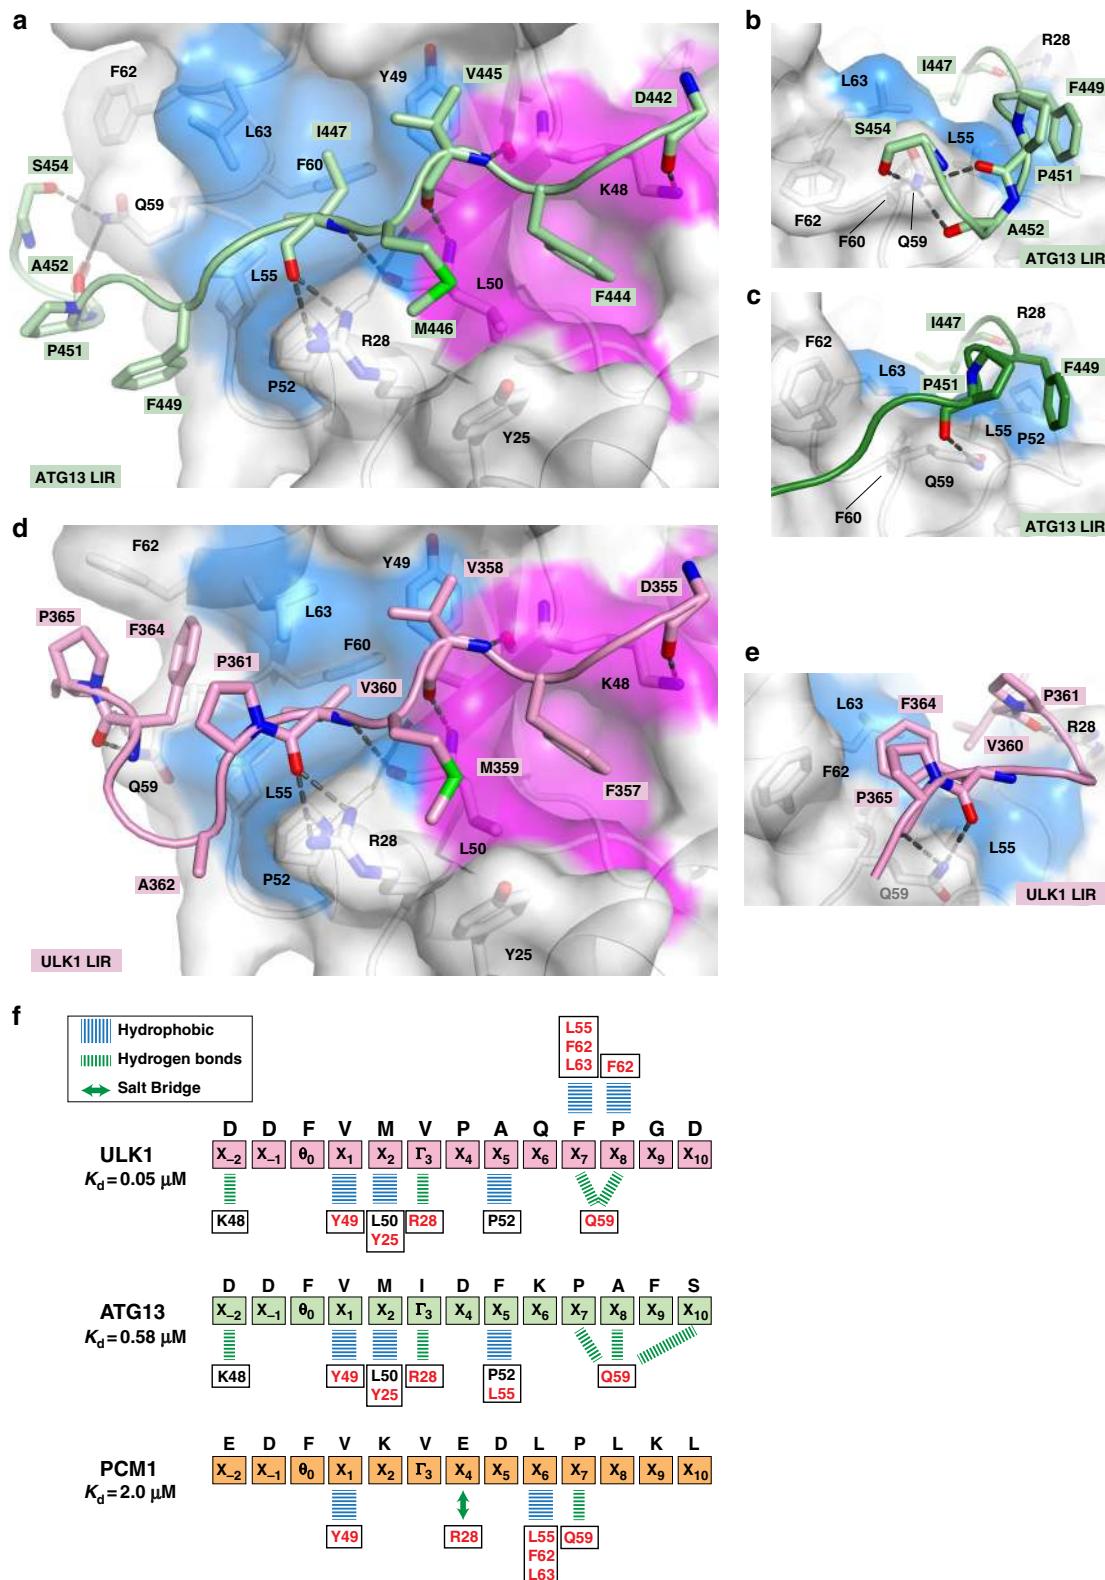 a
F62
Y49
V445
D442
L63
I447
S454
F60
K48
Q59
A452
L55
L50
F444
M446
R28
P451
P52
F449
Y25
ATG13 LIR
b
R28
I447
L63
F449
S454
L55
P451
F62
A452
F60
Q59
ATG13 LIR
c
R28
I447
F62
L63
P451
F449
L55
P52
Q59
F60
ATG13 LIR
d
F62
Y49
V358
D355
P365
F364
L63
P361
F60
K48
V360
Q59
M359
L55
F357
R28
L50
A362
P52
Y25
ULK1 LIR
e
P361
L63
F364
R28
V360
F62
P365
L55
Q59
ULK1 LIR
f
Hydrophobic
Hydrogen bonds
Salt Bridge
L55
F62
L63
F62
D D F V M V P A Q F P G D
ULK1
X−2 X−1 θ0 X1 X2 Γ3 X4 X5 X6 X7 X8 X9 X10
Kd = 0.05 μM
K48 Y49 L50 R28 P52 Q59
Y25
D D F V M I D F K P A F S
ATG13
X−2 X−1 θ0 X1 X2 Γ3 X4 X5 X6 X7 X8 X9 X10
Kd = 0.58 μM
K48 Y49 L50 R28 P52 Q59
Y25 L55
E D F V K V E D L P L K L
PCM1
X−2 X−1 θ0 X1 X2 Γ3 X4 X5 X6 X7 X8 X9 X10
Kd = 2.0 μM
Y49 R28 L55 Q59
F62
L63